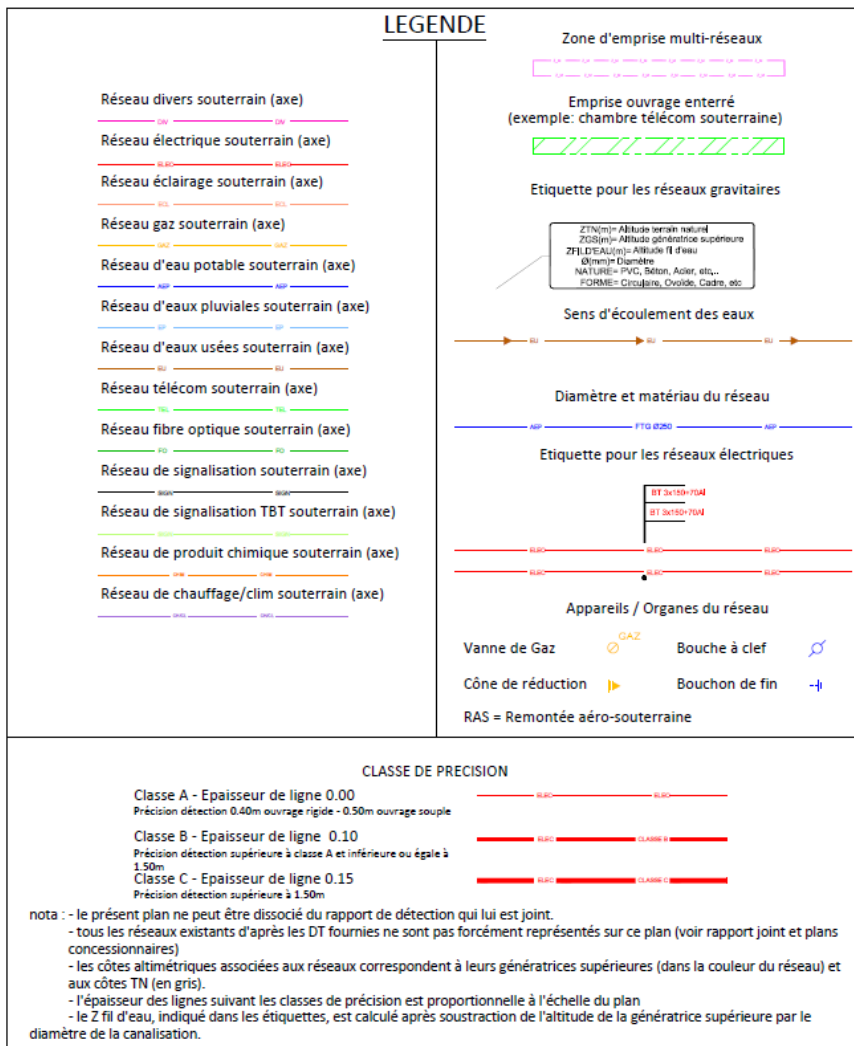 LEGENDE
Réseau divers souterrain (axe)
DIV DIV
Réseau électrique souterrain (axe)
ELEC ELEC
Réseau éclairage souterrain (axe)
ECL ECL
Réseau gaz souterrain (axe)
GAZ GAZ
Réseau d'eau potable souterrain (axe)
AEP AEP
Réseau d'eaux pluviales souterrain (axe)
EP EP
Réseau d'eaux usées souterrain (axe)
EU EU
Réseau télécom souterrain (axe)
TEL TEL
Réseau fibre optique souterrain (axe)
FO FO
Réseau de signalisation souterrain (axe)
SIGN SIGN
Réseau de signalisation TBT souterrain (axe)
Réseau de produit chimique souterrain (axe)
Réseau de chauffage/clim souterrain (axe)
Zone d'emprise multi-réseaux
Emprise ouvrage enterré
(exemple: chambre télécom souterraine)
Etiquette pour les réseaux gravitaires
ZTN(m)= Altitude terrain naturel
ZGS(m)= Altitude génératrice supérieure
ZFILD'EAU(m)= Altitude fil d'eau
Ø(mm)= Diamètre
NATURE= PVC, Béton, Acier, etc,..
FORME= Circulaire, Ovoïde, Cadre, etc
Sens d'écoulement des eaux
EU EU EU
Diamètre et matériau du réseau
AEP FTG Ø250 AEP
Etiquette pour les réseaux électriques
BT 3x150+70Al
BT 3x150+70Al
ELEC ELEC ELEC
ELEC ELEC ELEC
Appareils / Organes du réseau
Vanne de Gaz GAZ Bouche à clef
Cône de réduction Bouchon de fin
RAS = Remontée aéro-souterraine
CLASSE DE PRECISION
Classe A - Epaisseur de ligne 0.00 ELEC ELEC
Précision détection 0.40m ouvrage rigide - 0.50m ouvrage souple
Classe B - Epaisseur de ligne 0.10 ELEC CLASSE B
Précision détection supérieure à classe A et inférieure ou égale à
1.50m
Classe C - Epaisseur de ligne 0.15 ELEC CLASSE C
Précision détection supérieure à 1.50m
nota : - le présent plan ne peut être dissocié du rapport de détection qui lui est joint.
- tous les réseaux existants d'après les DT fournies ne sont pas forcément représentés sur ce plan (voir rapport joint et plans
concessionnaires)
- les côtes altimétriques associées aux réseaux correspondent à leurs génératrices supérieures (dans la couleur du réseau) et
aux côtes TN (en gris).
- l'épaisseur des lignes suivant les classes de précision est proportionnelle à l'échelle du plan
- le Z fil d'eau, indiqué dans les étiquettes, est calculé après soustraction de l'altitude de la génératrice supérieure par le
diamètre de la canalisation.